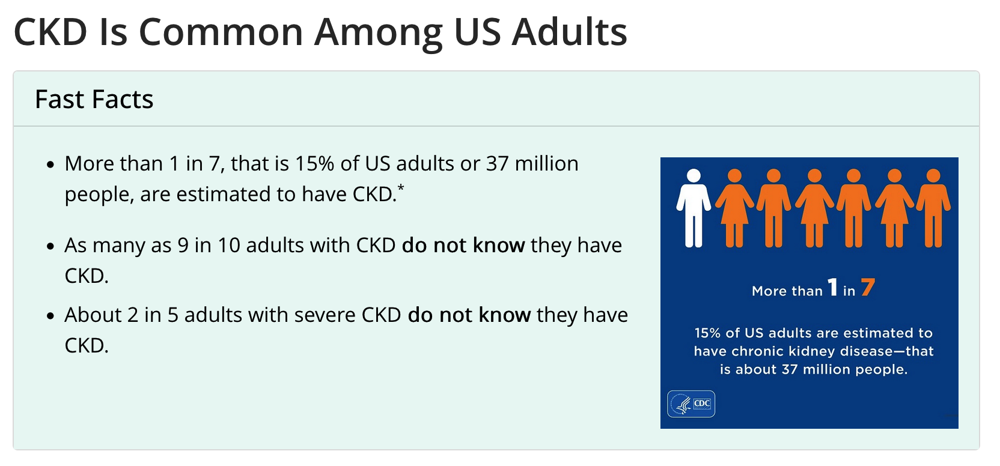 CKD Is Common Among US Adults
Fast Facts
• More than 1 in 7, that is 15% of US adults or 37 million
people, are estimated to have CKD.*
• As many as 9 in 10 adults with CKD do not know they have
CKD.
• About 2 in 5 adults with severe CKD do not know they have
CKD.
More than 1 in 7
15% of US adults are estimated to
have chronic kidney disease—that
is about 37 million people.
CDC